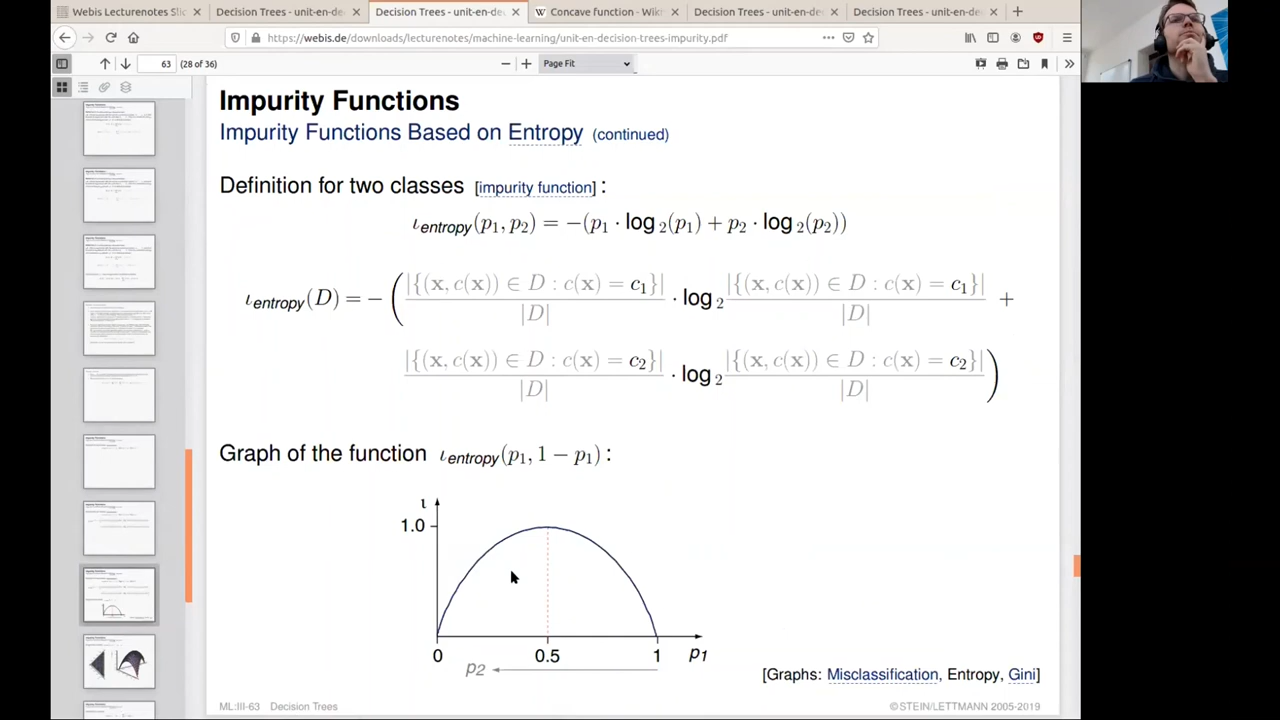 Webis Lecturenotes Slic
Decision Trees - unit-en-de
Decision Trees - unit-en-de
Concave function - Wiki
Decision Trees - unit-en-de
Decision Trees - unit-en-de
https://webis.de/downloads/lecturenotes/machine-learning/unit-en-decision-trees-impurity.pdf
63 (28 of 36)
Page Fit
Impurity Functions
Impurity Functions Based on Entropy (continued)
Definition for two classes [impurity function] :
ι_entropy(p₁, p₂) = −(p₁ · log₂(p₁) + p₂ · log₂(p₂))
ι_entropy(D) = − ( |{(x, c(x)) ∈ D : c(x) = c₁}| / |D| · log₂ |{(x, c(x)) ∈ D : c(x) = c₁}| / |D| +
|{(x, c(x)) ∈ D : c(x) = c₂}| / |D| · log₂ |{(x, c(x)) ∈ D : c(x) = c₂}| / |D| )
Graph of the function ι_entropy(p₁, 1 − p₁) :
ι
1.0
0 0.5 1 p₁
p₂
[Graphs: Misclassification, Entropy, Gini]
ML:III-63 Decision Trees
©STEIN/LETTMANN 2005-2019